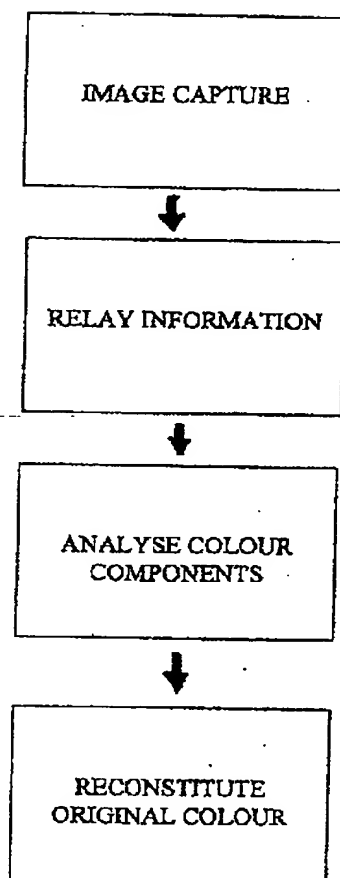 IMAGE CAPTURE
RELAY INFORMATION
ANALYSE COLOUR
COMPONENTS
RECONSTITUTE
ORIGINAL COLOUR